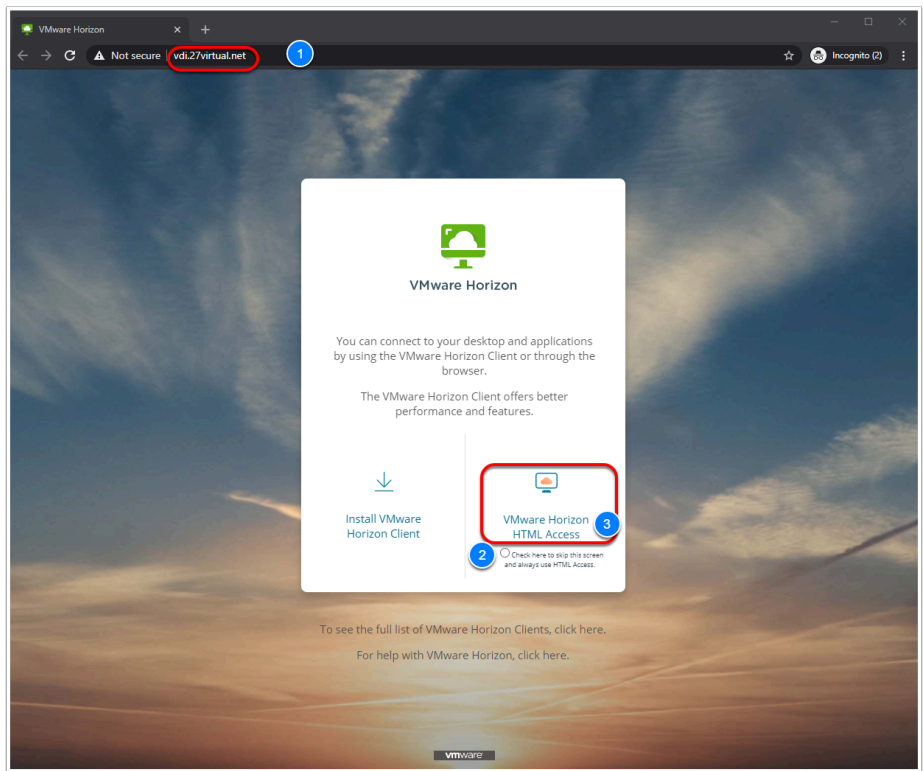 VMware Horizon
Not secure vdi.27virtual.net
1
Incognito (2)
VMware Horizon
You can connect to your desktop and applications
by using the VMware Horizon Client or through the
browser.
The VMware Horizon Client offers better
performance and features.
Install VMware
Horizon Client
VMware Horizon
HTML Access
3
2
Check here to skip this screen
and always use HTML Access.
To see the full list of VMware Horizon Clients, click here.
For help with VMware Horizon, click here.
vmware